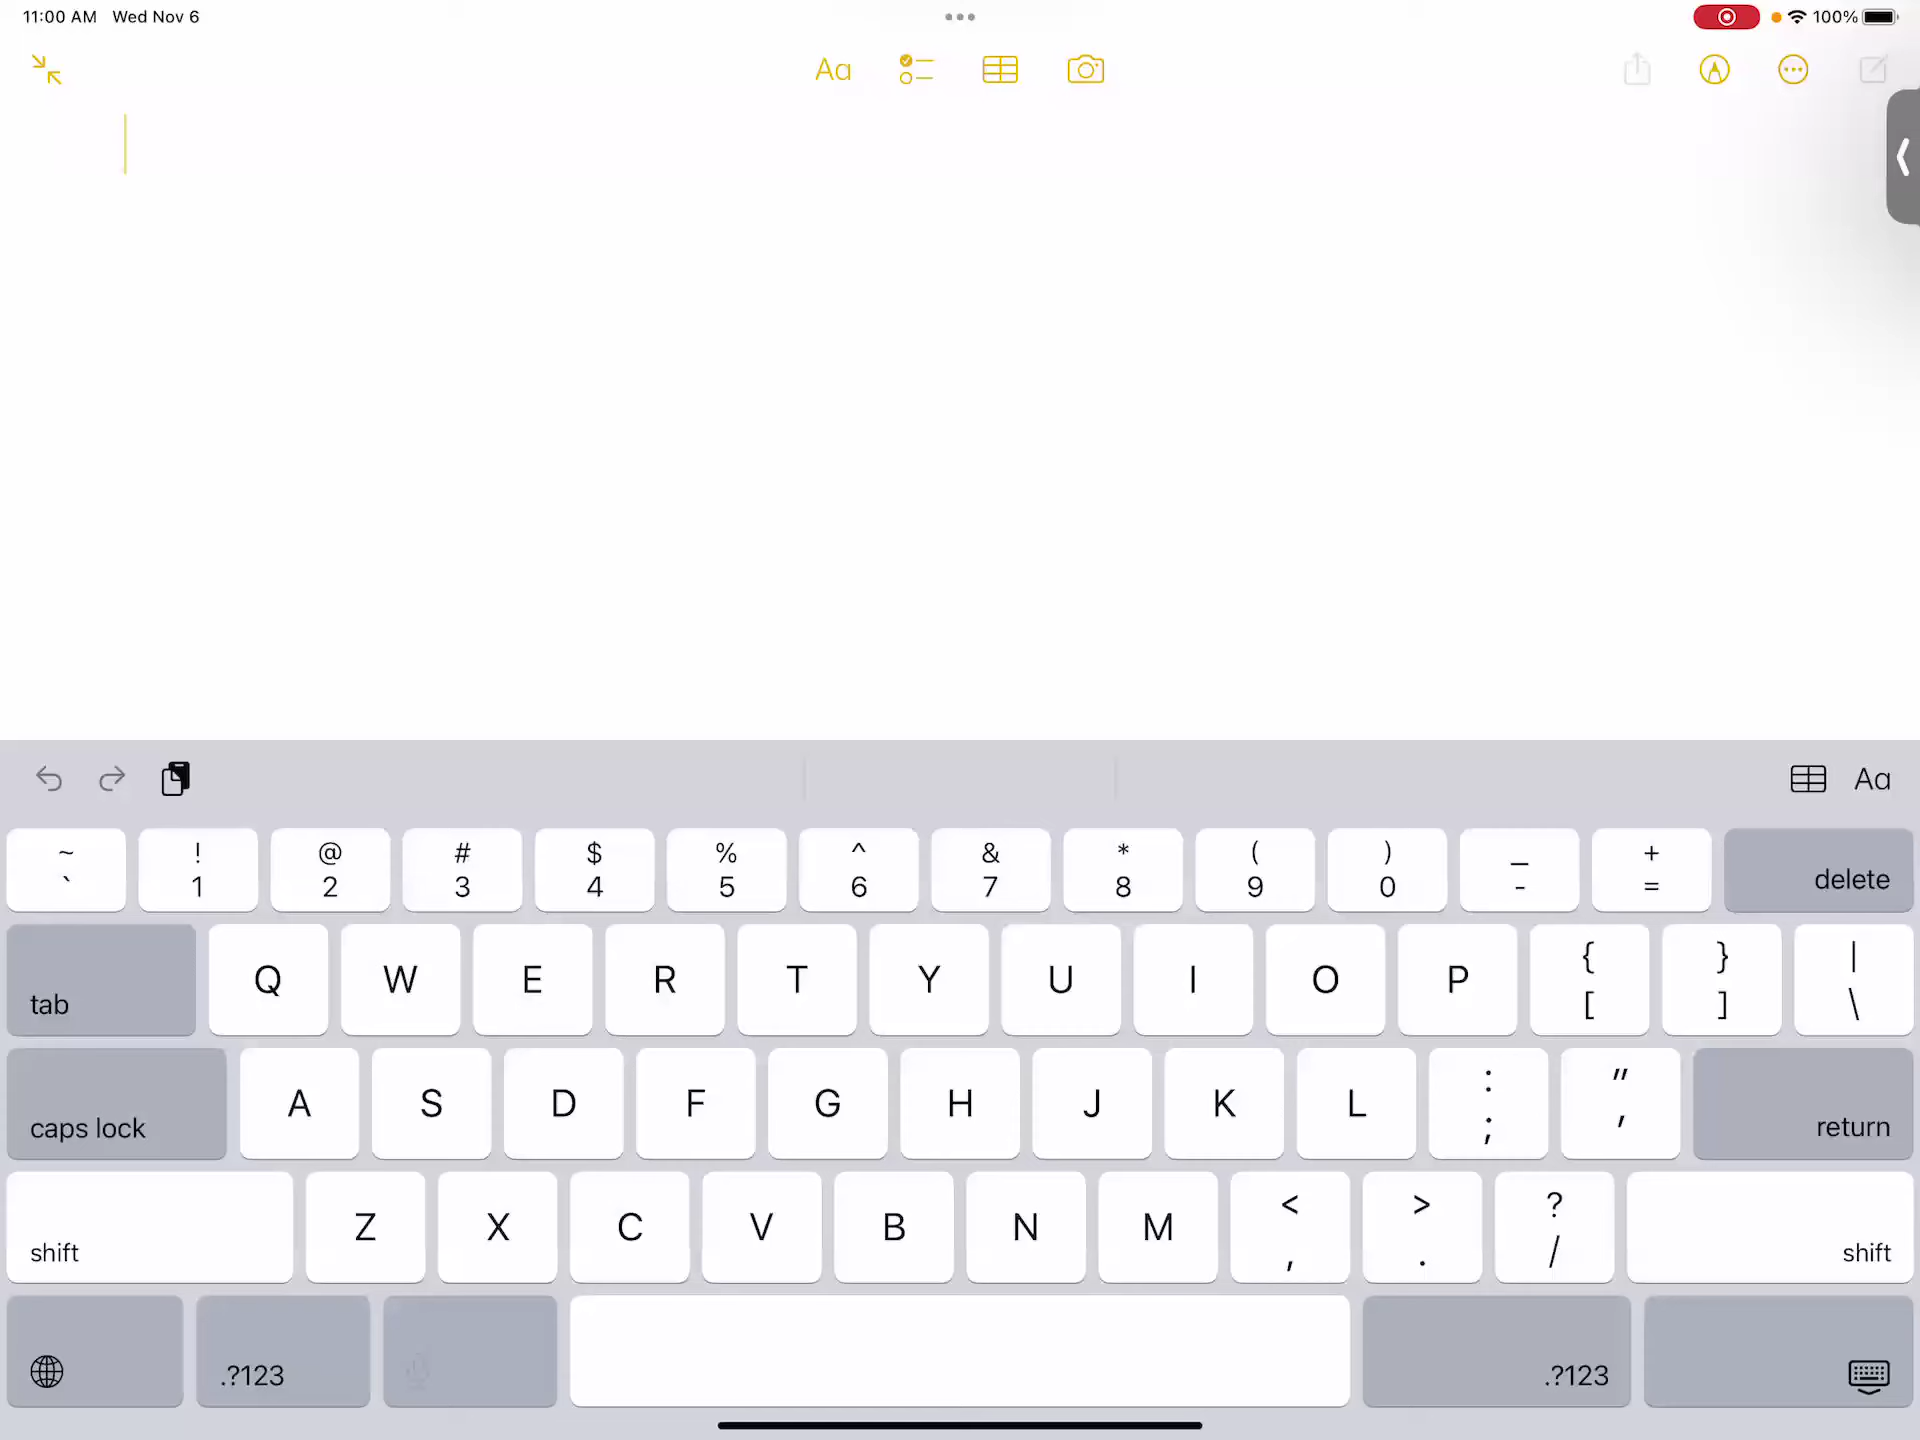 11:00 AM Wed Nov 6 100%
Aa
Aa
~ ! @ # $ % ^ & * ( ) _ +
` 1 2 3 4 5 6 7 8 9 0 - = delete
tab Q W E R T Y U I O P { [ } ] | \
caps lock A S D F G H J K L : ; " ' return
shift Z X C V B N M < , > . ? / shift
.?123 .?123